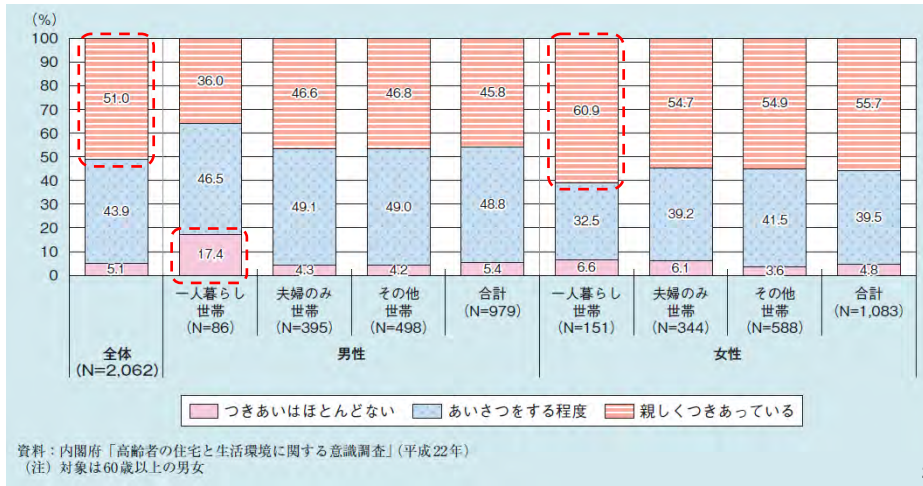 (%)
100
90
80
70
60
50
40
30
20
10
0
51.0
43.9
5.1
36.0
46.5
17.4
46.6
49.1
4.3
46.8
49.0
4.2
45.8
48.8
5.4
60.9
32.5
6.6
54.7
39.2
6.1
54.9
41.5
3.6
55.7
39.5
4.8
全体
(N=2,062)
一人暮らし
世帯
(N=86)
夫婦のみ
世帯
(N=395)
その他
世帯
(N=498)
合計
(N=979)
男性
一人暮らし
世帯
(N=151)
夫婦のみ
世帯
(N=344)
その他
世帯
(N=588)
合計
(N=1,083)
女性
つきあいはほとんどない あいさつをする程度 親しくつきあっている
資料：内閣府「高齢者の住宅と生活環境に関する意識調査」(平成22年)
(注) 対象は60歳以上の男女